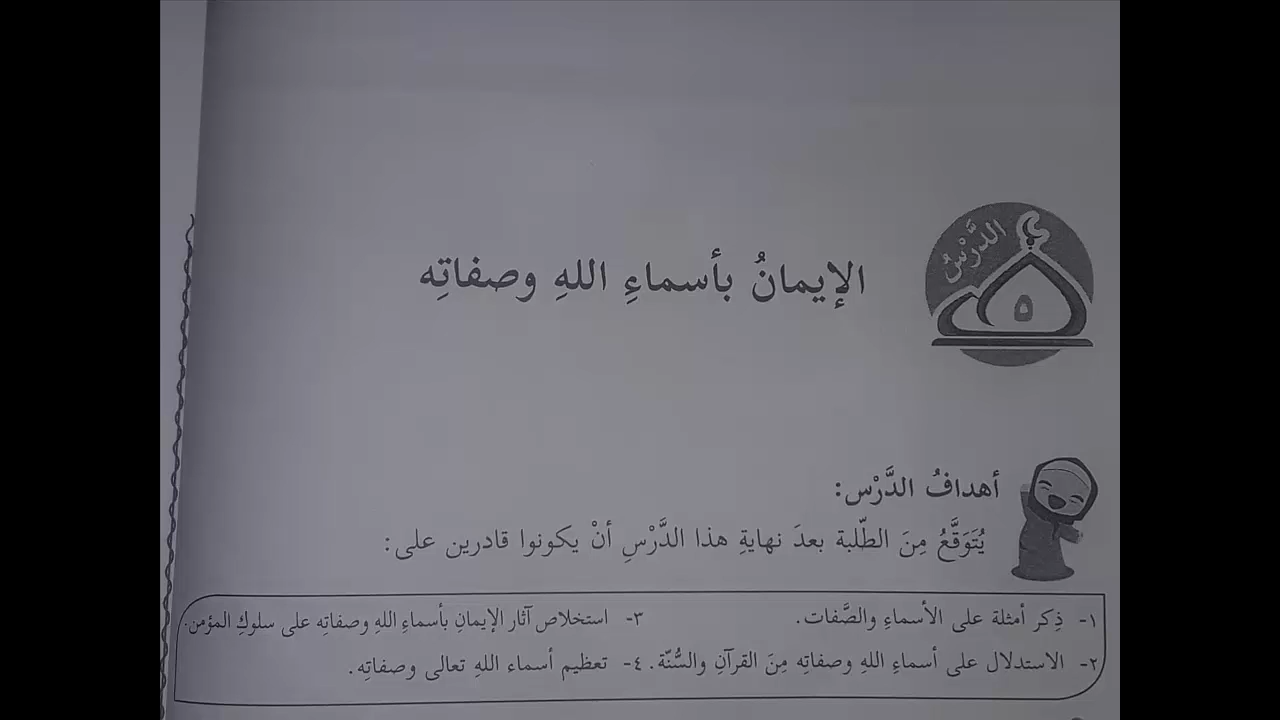 الدَّرْسُ
٥
الإيمانُ بأسماءِ اللهِ وصفاتِه
أهدافُ الدَّرْس:
يُتَوَقَّعُ مِنَ الطّلبة بعدَ نهايةِ هذا الدَّرْسِ أنْ يكونوا قادرين على:
١- ذِكر أمثلة على الأسماءِ والصَّفات. ٣- استخلاص آثار الإيمانِ بأسماءِ اللهِ وصفاتِه على سلوكِ المؤمن.
٢- الاستدلال على أسماءِ اللهِ وصفاتِه مِنَ القرآنِ والسُّنّة. ٤- تعظيم أسماء اللهِ تعالى وصفاتِه.